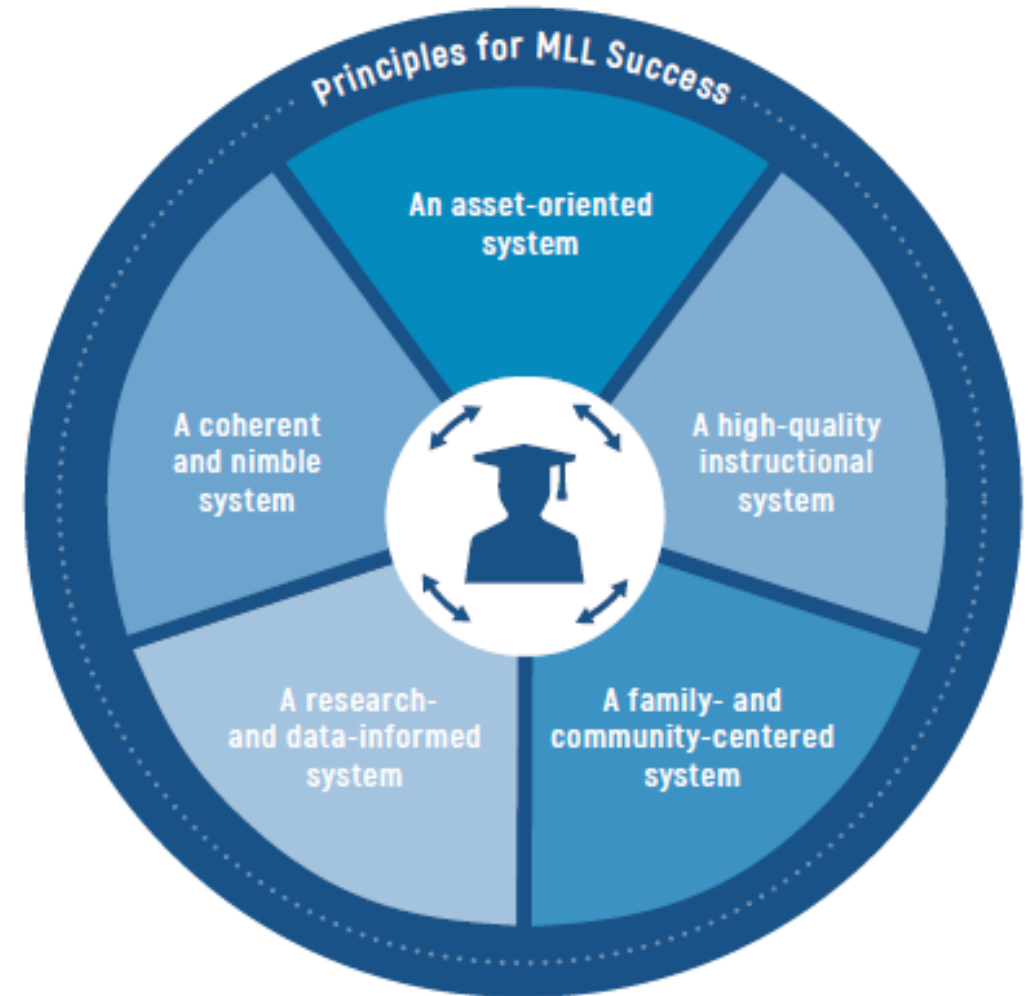 Principles for MLL Success
An asset-oriented
system
A high-quality
instructional
system
A family- and
community-centered
system
A research-
and data-informed
system
A coherent
and nimble
system